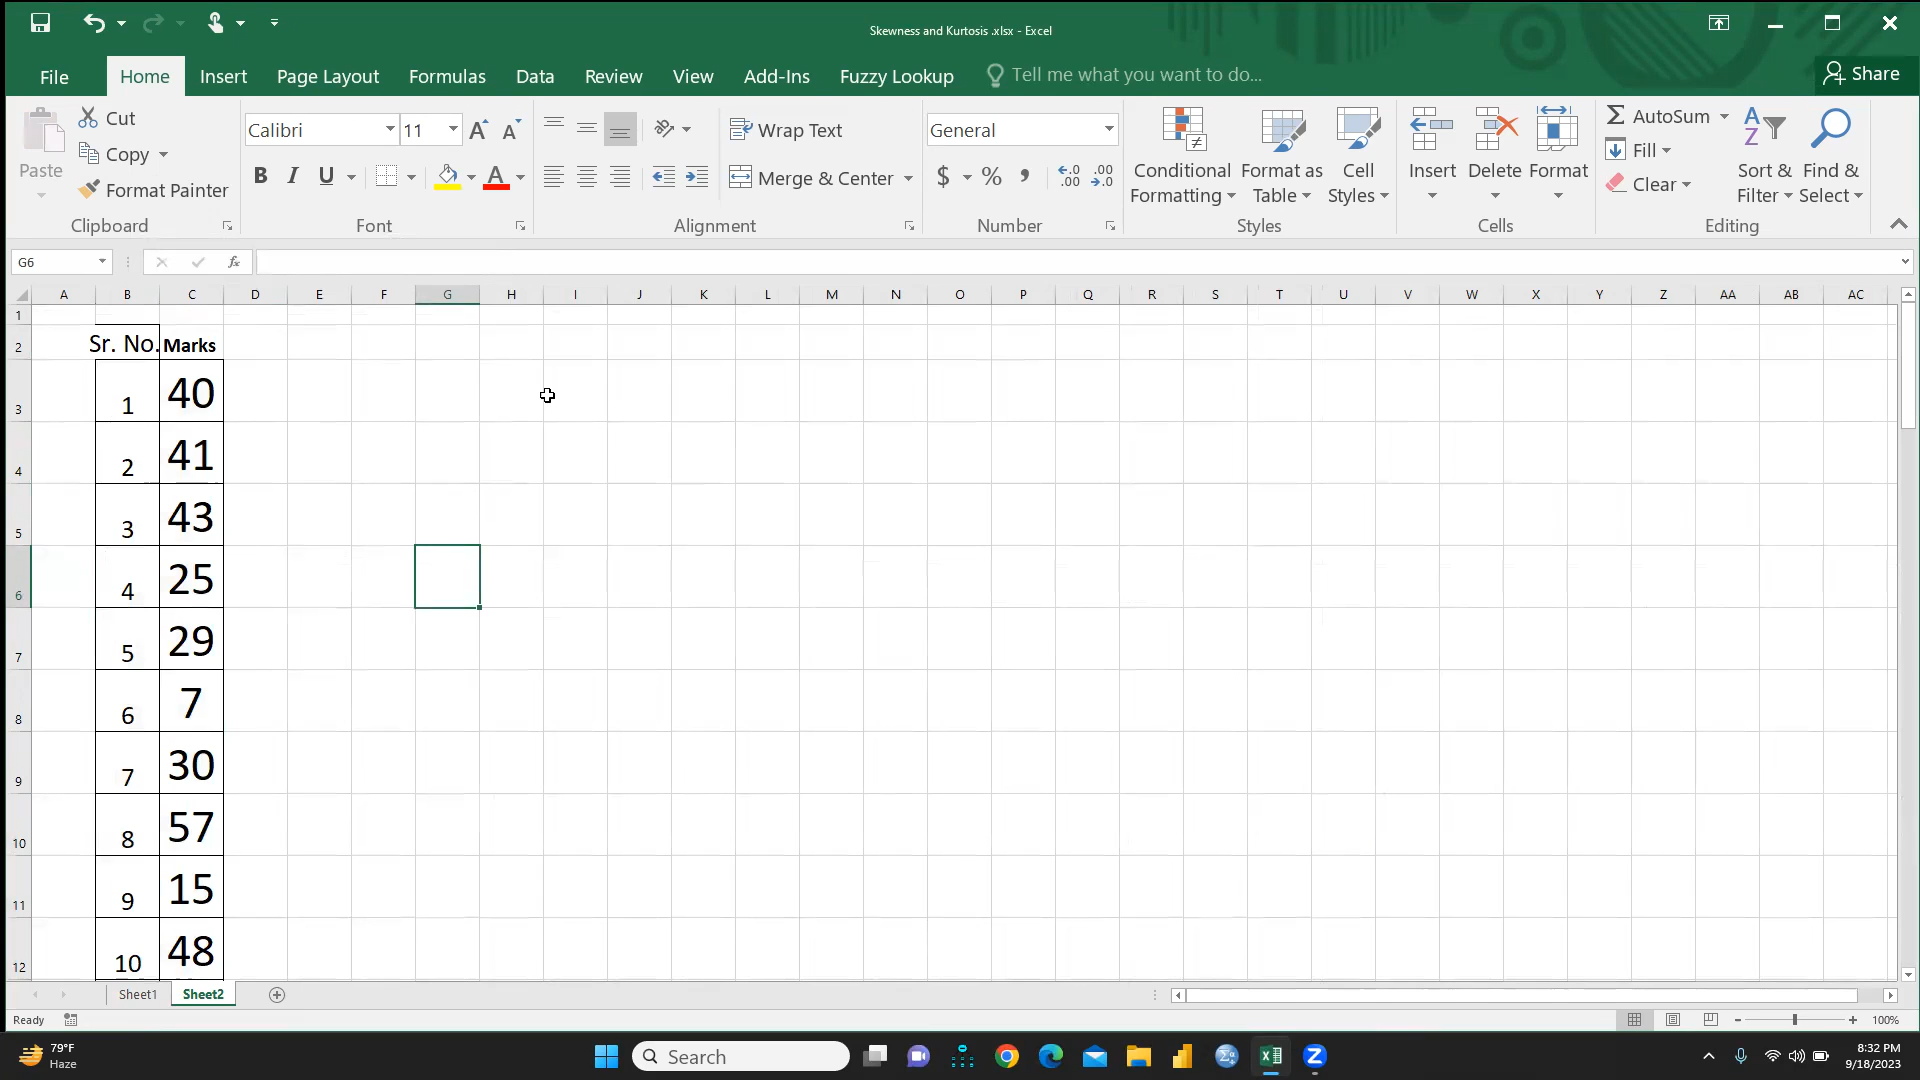 Skewness and Kurtosis .xlsx - Excel
File Home Insert Page Layout Formulas Data Review View Add-Ins Fuzzy Lookup Tell me what you want to do... Share
Paste
Cut
Copy
Format Painter
Clipboard
Calibri 11
B I U A
Font
Wrap Text
Merge & Center
Alignment
General
$ % ,
Number
Conditional Formatting
Format as Table
Cell Styles
Styles
Insert
Delete
Format
Cells
AutoSum
Fill
Clear
Sort & Filter
Find & Select
Editing
G6
fx
A B C D E F G H I J K L M N O P Q R S T U V W X Y Z AA AB AC
1
2 Sr. No. Marks
3 1 40
4 2 41
5 3 43
6 4 25
7 5 29
8 6 7
9 7 30
10 8 57
11 9 15
12 10 48
Sheet1 Sheet2
Ready
100%
79°F
Haze
Search
8:32 PM
9/18/2023